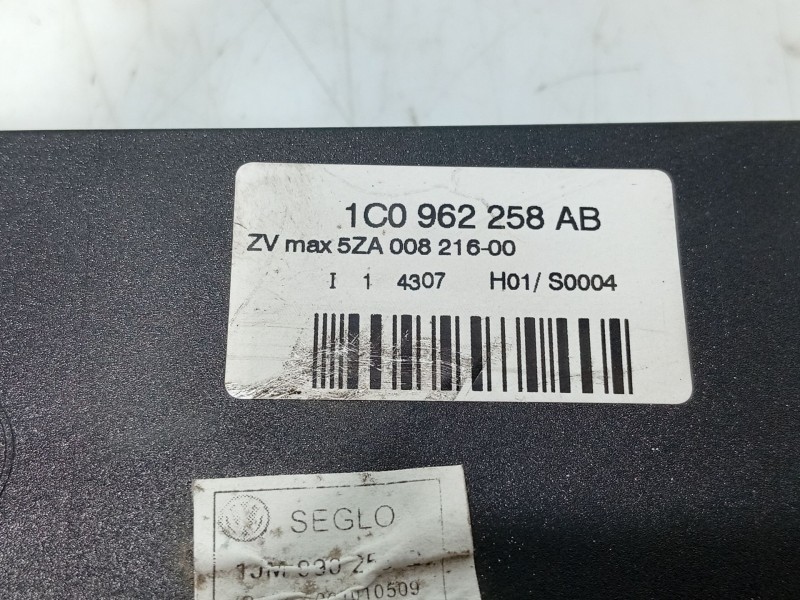 1C0 962 258 AB
ZV max 5ZA 008 216-00
I 1 4307 H01/ S0004
SEGLO